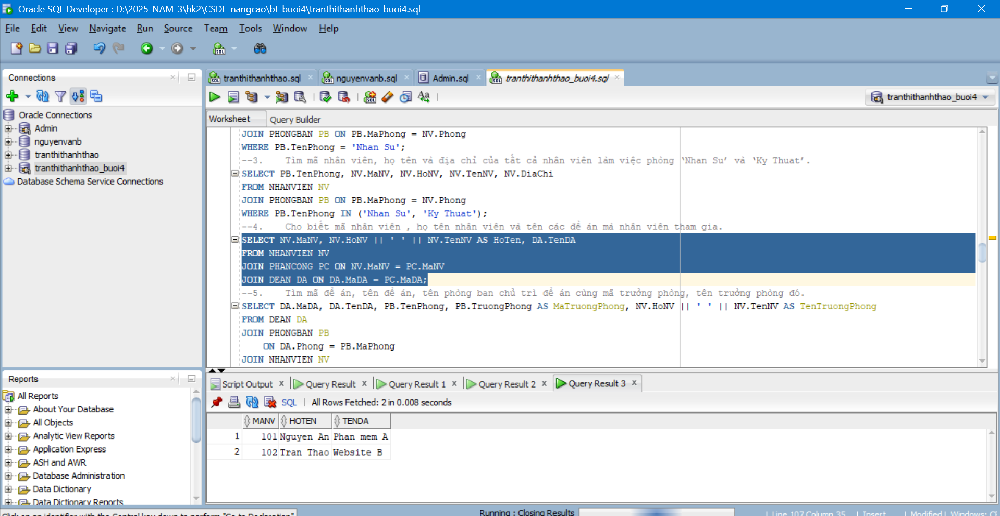 Oracle SQL Developer : D:\2025_NAM_3\hk2\CSDL_nangcao\bt_buoi4\tranthithanhthao_buoi4.sql
File Edit View Navigate Run Source Team Tools Window Help
Connections
Oracle Connections
Admin
nguyenvanb
tranthithanhthao
tranthithanhthao_buoi4
Database Schema Service Connections
Reports
All Reports
About Your Database
All Objects
Analytic View Reports
Application Express
ASH and AWR
Database Administration
Data Dictionary
Data Dictionary Reports
tranthithanhthao.sql nguyenvanb.sql Admin.sql tranthithanhthao_buoi4.sql
tranthithanhthao_buoi4
Worksheet Query Builder
JOIN PHONGBAN PB ON PB.MaPhong = NV.Phong
WHERE PB.TenPhong = 'Nhan Su';
--3. Tìm mã nhân viên, họ tên và địa chỉ của tất cả nhân viên làm việc phòng ‘Nhan Su’ và ‘Ky Thuat’.
SELECT PB.TenPhong, NV.MaNV, NV.HoNV, NV.TenNV, NV.DiaChi
FROM NHANVIEN NV
JOIN PHONGBAN PB ON PB.MaPhong = NV.Phong
WHERE PB.TenPhong IN ('Nhan Su', 'Ky Thuat');
--4. Cho biết mã nhân viên , họ tên nhân viên và tên các đề án mà nhân viên tham gia.
SELECT NV.MaNV, NV.HoNV || ' ' || NV.TenNV AS HoTen, DA.TenDA
FROM NHANVIEN NV
JOIN PHANCONG PC ON NV.MaNV = PC.MaNV
JOIN DEAN DA ON DA.MaDA = PC.MaDA;
--5. Tìm mã đề án, tên đề án, tên phòng ban chủ trì đề án cùng mã trưởng phòng, tên trưởng phòng đó.
SELECT DA.MaDA, DA.TenDA, PB.TenPhong, PB.TruongPhong AS MaTruongPhong, NV.HoNV || ' ' || NV.TenNV AS TenTruongPhong
FROM DEAN DA
JOIN PHONGBAN PB
ON DA.Phong = PB.MaPhong
JOIN NHANVIEN NV
Script Output Query Result Query Result 1 Query Result 2 Query Result 3
SQL All Rows Fetched: 2 in 0.008 seconds
MANV HOTEN TENDA
1 101 Nguyen An Phan mem A
2 102 Tran Thao Website B
Click on an identifier with the Control key down to perform "Go to Declaration"
Running : Closing Results
Line 107 Column 35 Insert Modified Windows: